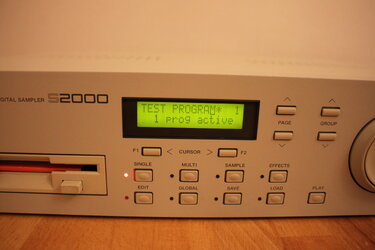 DIGITAL SAMPLER S2000
TEST PROGRAM* 1
1 prog active
PAGE GROUP
F1 < CURSOR > F2
SINGLE MULTI SAMPLE EFFECTS
EDIT GLOBAL SAVE LOAD PLAY